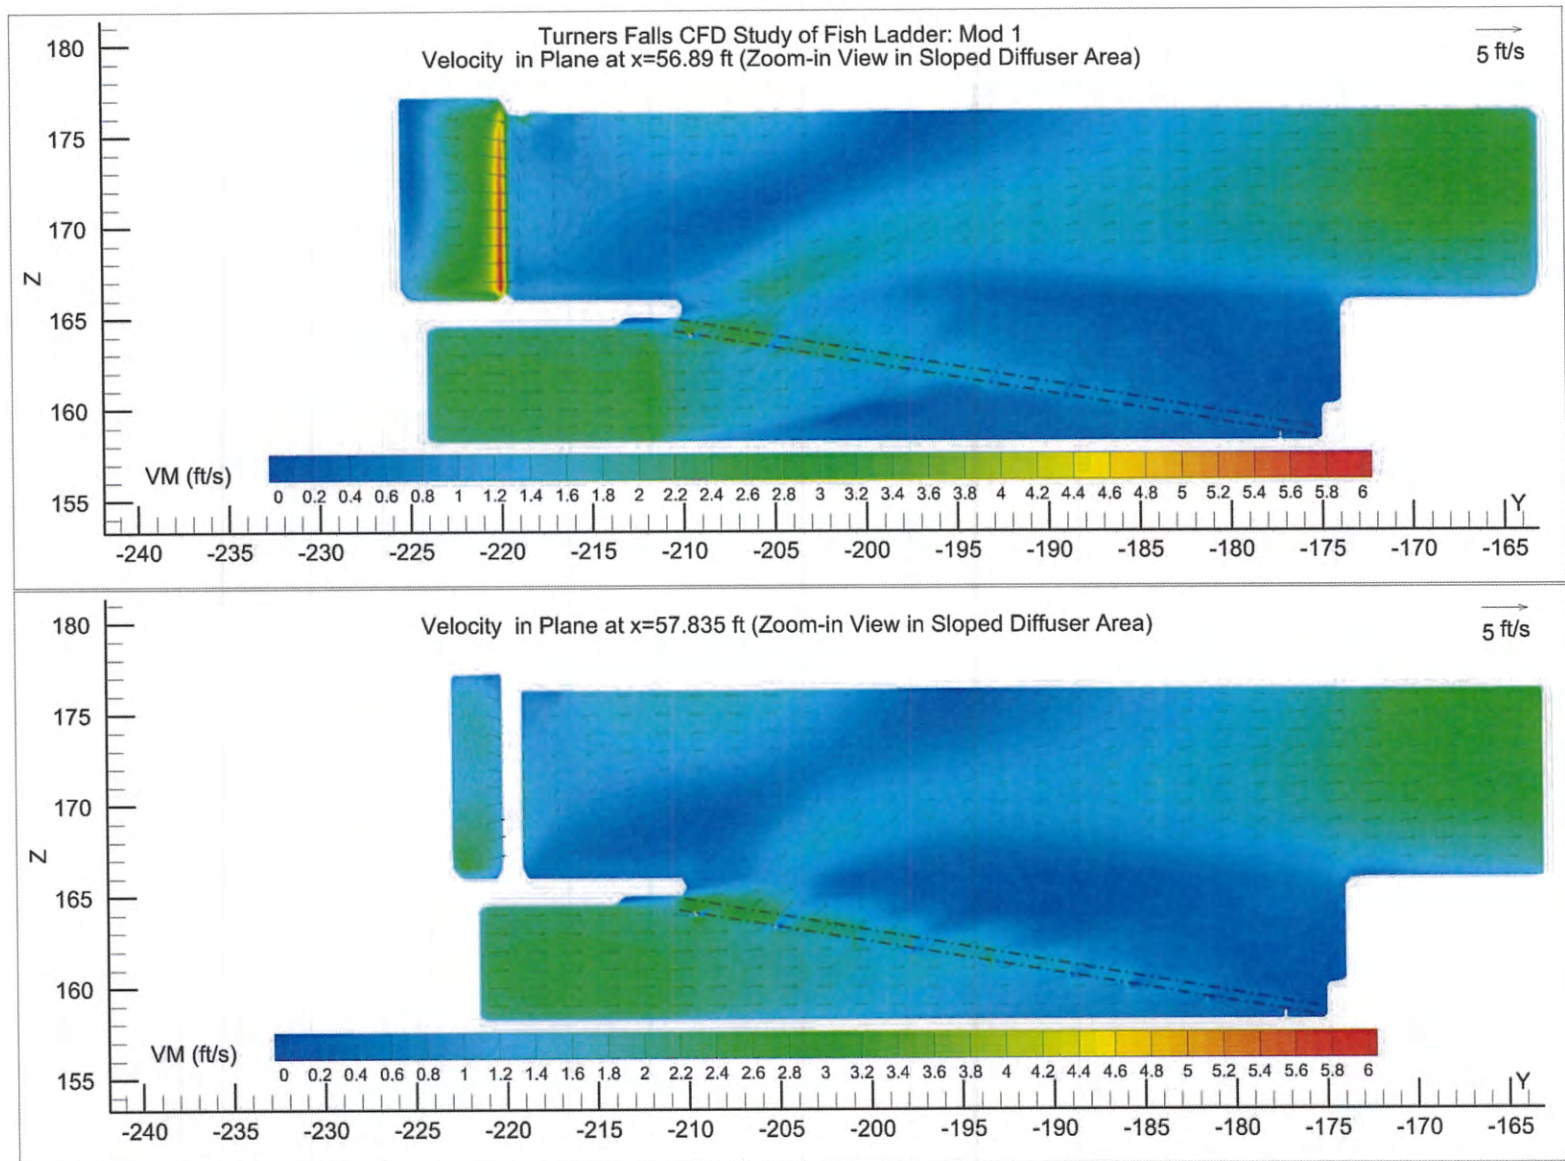 Turners Falls CFD Study of Fish Ladder: Mod 1
Velocity in Plane at x=56.89 ft (Zoom-in View in Sloped Diffuser Area)
5 ft/s
180
175
170
Z
165
160
155
VM (ft/s)
0 0.2 0.4 0.6 0.8 1 1.2 1.4 1.6 1.8 2 2.2 2.4 2.6 2.8 3 3.2 3.4 3.6 3.8 4 4.2 4.4 4.6 4.8 5 5.2 5.4 5.6 5.8 6
Y
-240 -235 -230 -225 -220 -215 -210 -205 -200 -195 -190 -185 -180 -175 -170 -165
Velocity in Plane at x=57.835 ft (Zoom-in View in Sloped Diffuser Area)
5 ft/s
180
175
170
Z
165
160
155
VM (ft/s)
0 0.2 0.4 0.6 0.8 1 1.2 1.4 1.6 1.8 2 2.2 2.4 2.6 2.8 3 3.2 3.4 3.6 3.8 4 4.2 4.4 4.6 4.8 5 5.2 5.4 5.6 5.8 6
Y
-240 -235 -230 -225 -220 -215 -210 -205 -200 -195 -190 -185 -180 -175 -170 -165